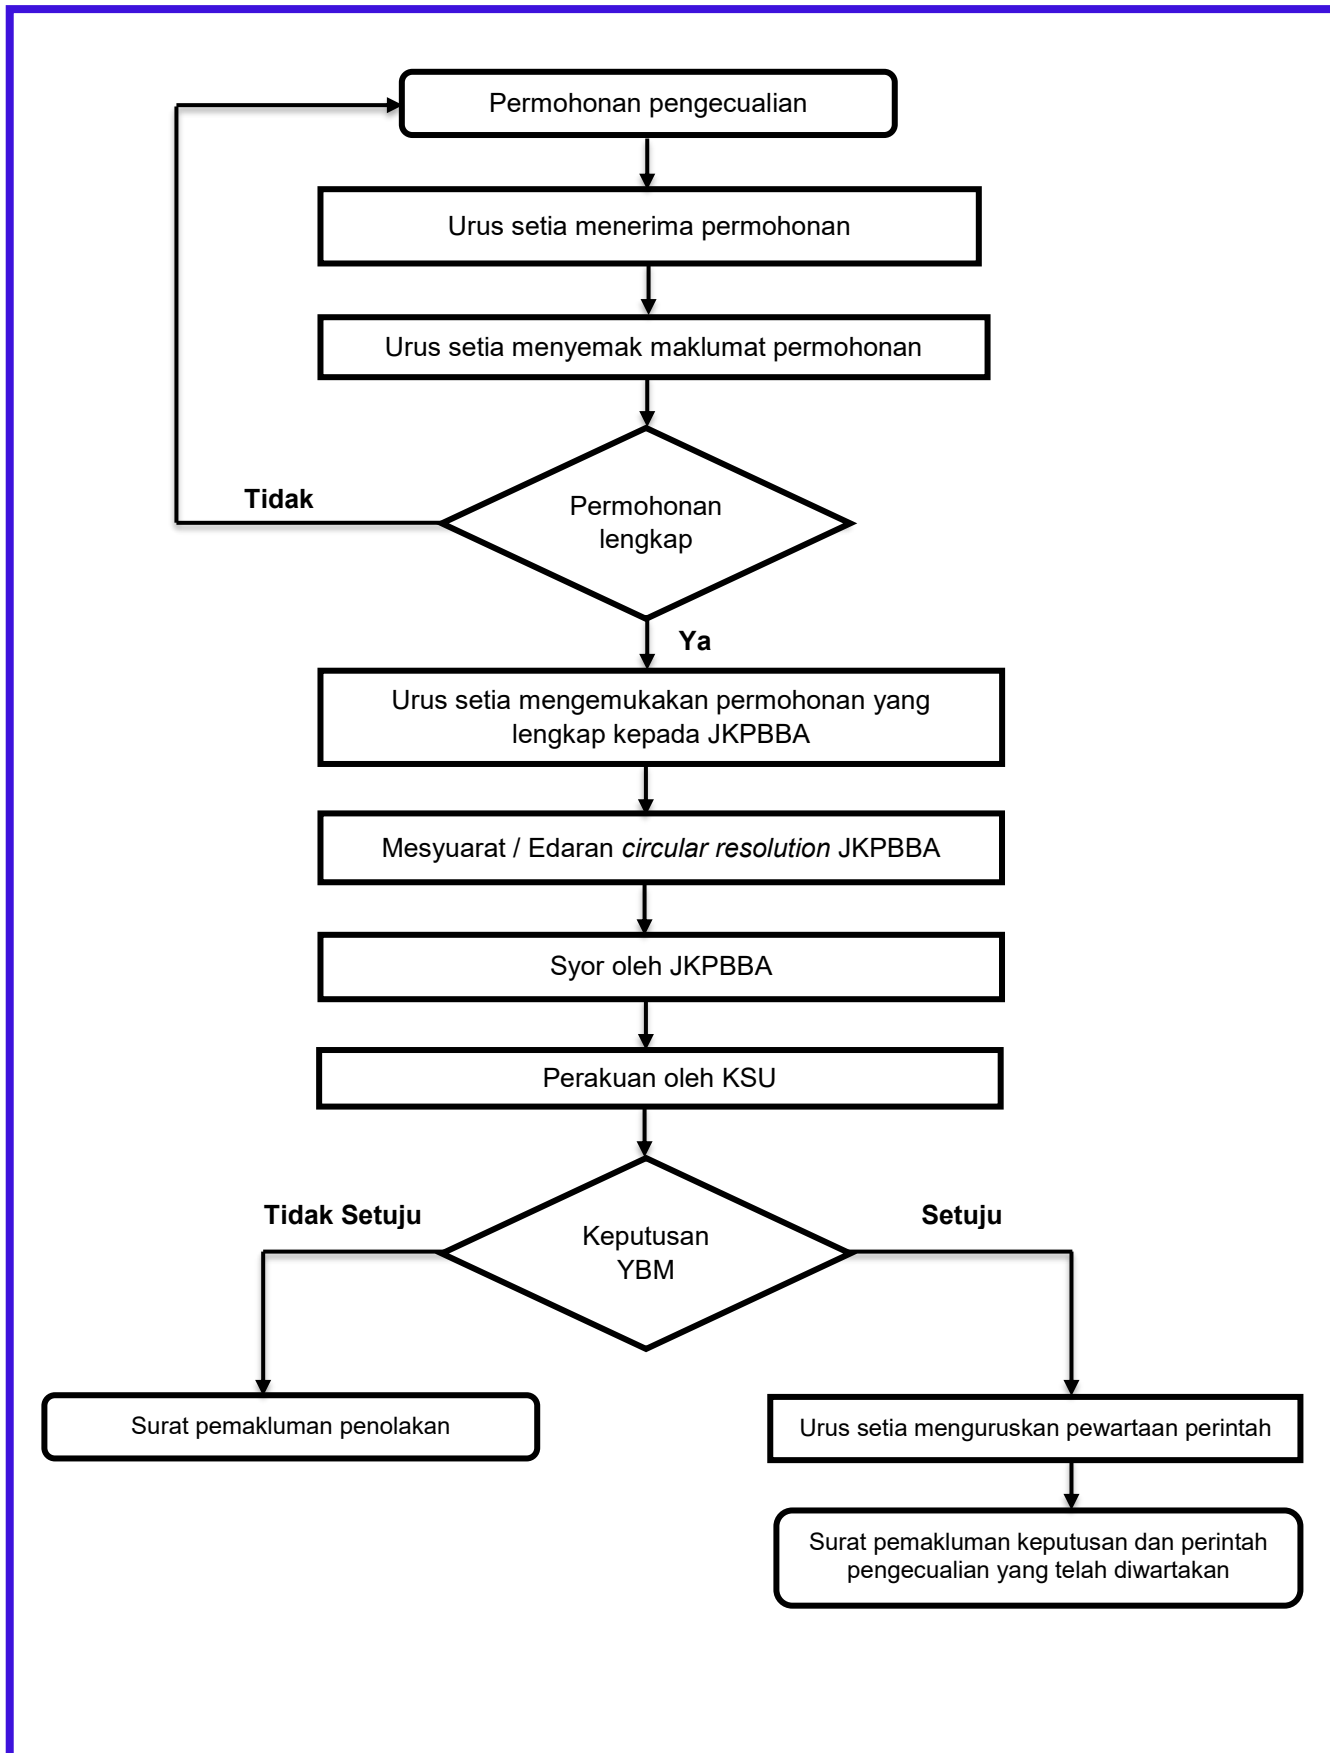 Permohonan pengecualian
Urus setia menerima permohonan
Urus setia menyemak maklumat permohonan
Tidak
Permohonan
lengkap
Ya
Urus setia mengemukakan permohonan yang
lengkap kepada JKPBBA
Mesyuarat / Edaran circular resolution JKPBBA
Syor oleh JKPBBA
Perakuan oleh KSU
Tidak Setuju
Setuju
Keputusan
YBM
Surat pemakluman penolakan
Urus setia menguruskan pewartaan perintah
Surat pemakluman keputusan dan perintah
pengecualian yang telah diwartakan